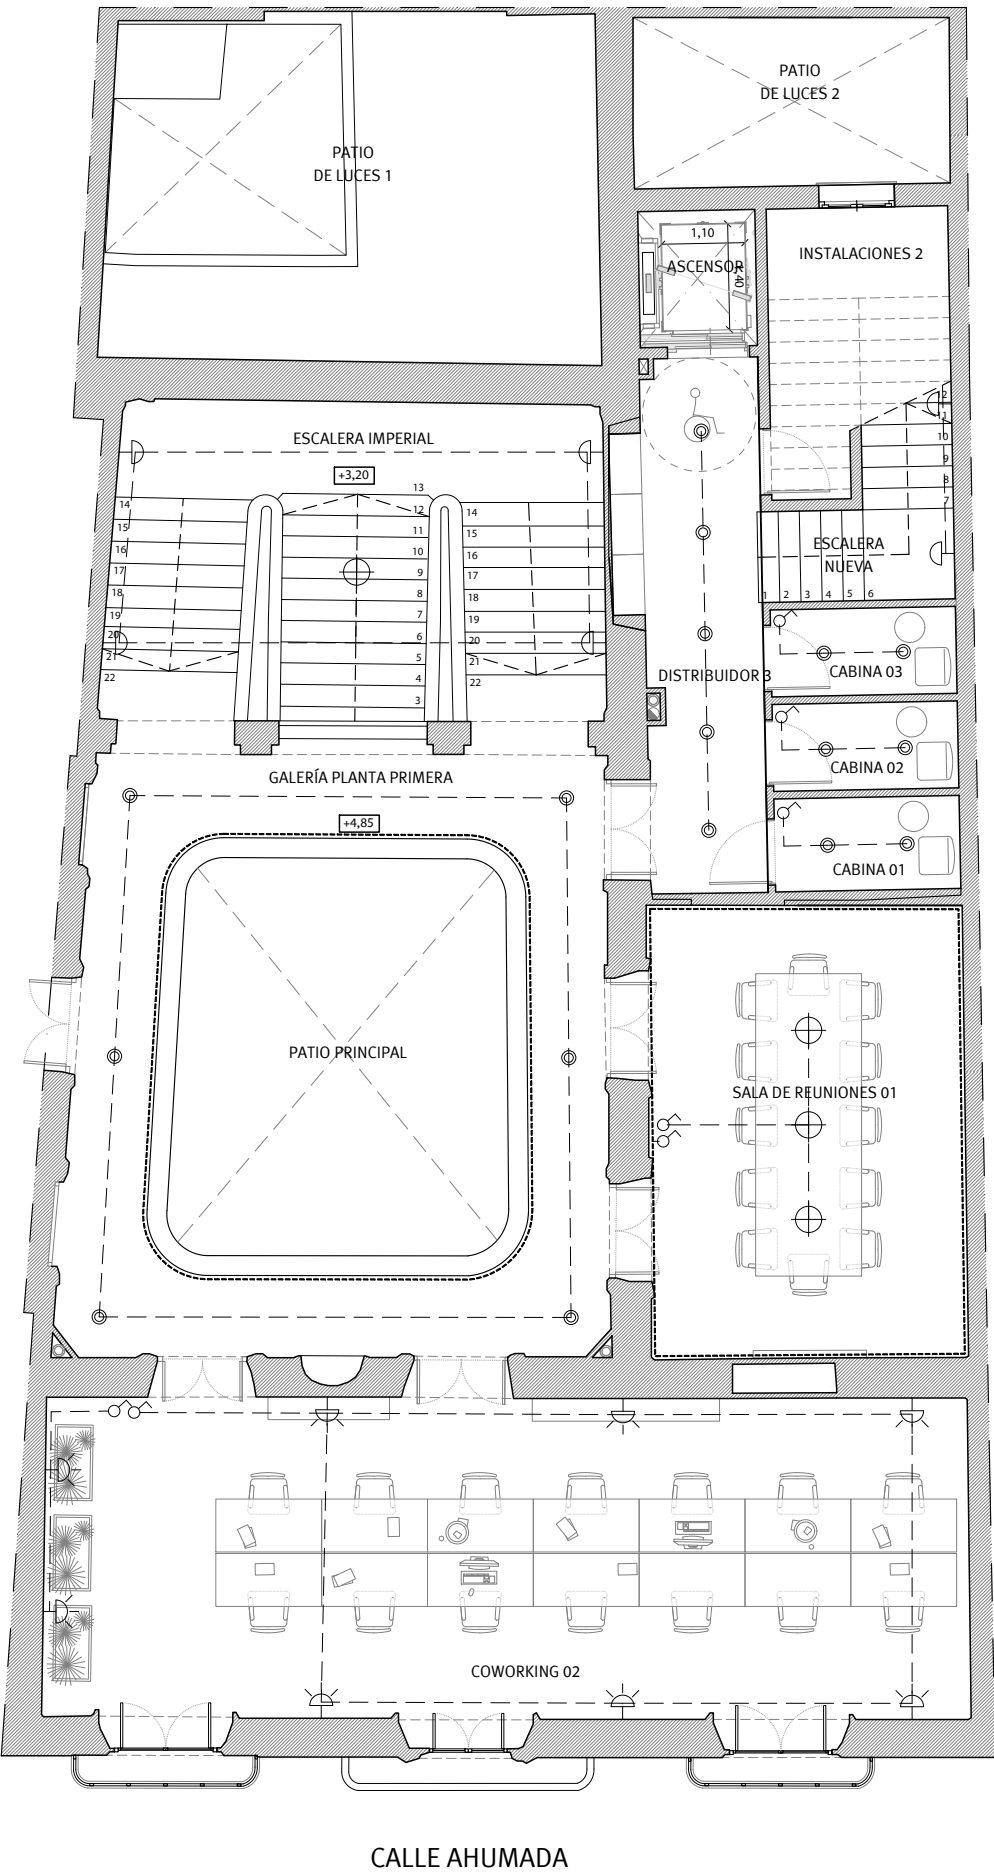 PATIO
DE LUCES 2
PATIO
DE LUCES 1
1,10
1,40
ASCENSOR
INSTALACIONES 2
ESCALERA IMPERIAL
+3,20
13
12
11
10
9
8
7
6
5
4
3
14
15
16
17
18
19
20
21
22
14
15
16
17
18
19
20
21
22
12
11
10
9
8
7
ESCALERA
NUEVA
1 2 3 4 5 6
CABINA 03
DISTRIBUIDOR 3
CABINA 02
CABINA 01
GALERÍA PLANTA PRIMERA
+4,85
PATIO PRINCIPAL
SALA DE REUNIONES 01
COWORKING 02
CALLE AHUMADA